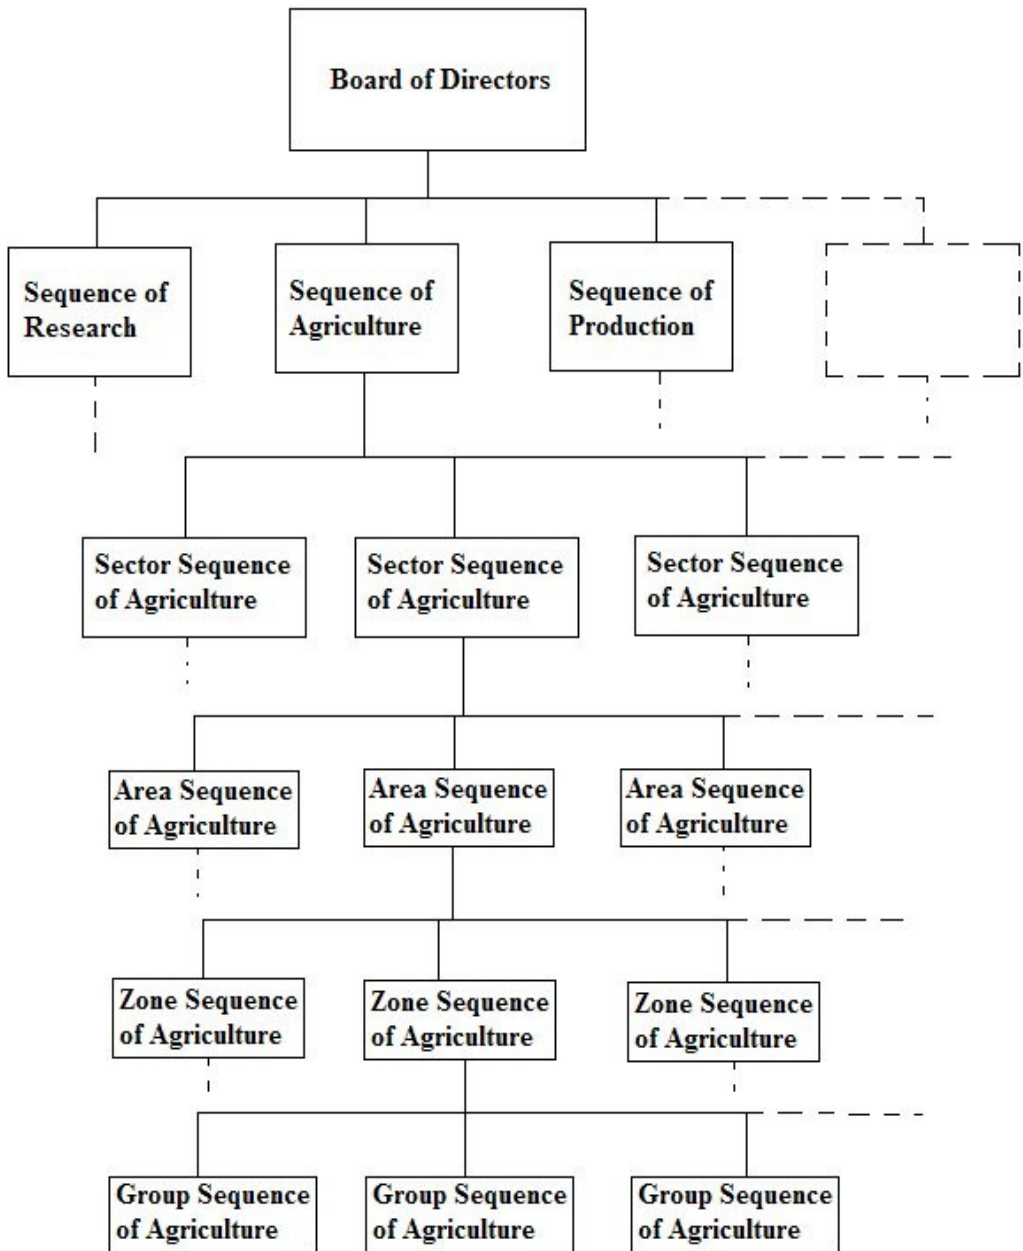 Board of Directors
Sequence of
Research
Sequence of
Agriculture
Sequence of
Production
Sector Sequence
of Agriculture
Sector Sequence
of Agriculture
Sector Sequence
of Agriculture
Area Sequence
of Agriculture
Area Sequence
of Agriculture
Area Sequence
of Agriculture
Zone Sequence
of Agriculture
Zone Sequence
of Agriculture
Zone Sequence
of Agriculture
Group Sequence
of Agriculture
Group Sequence
of Agriculture
Group Sequence
of Agriculture